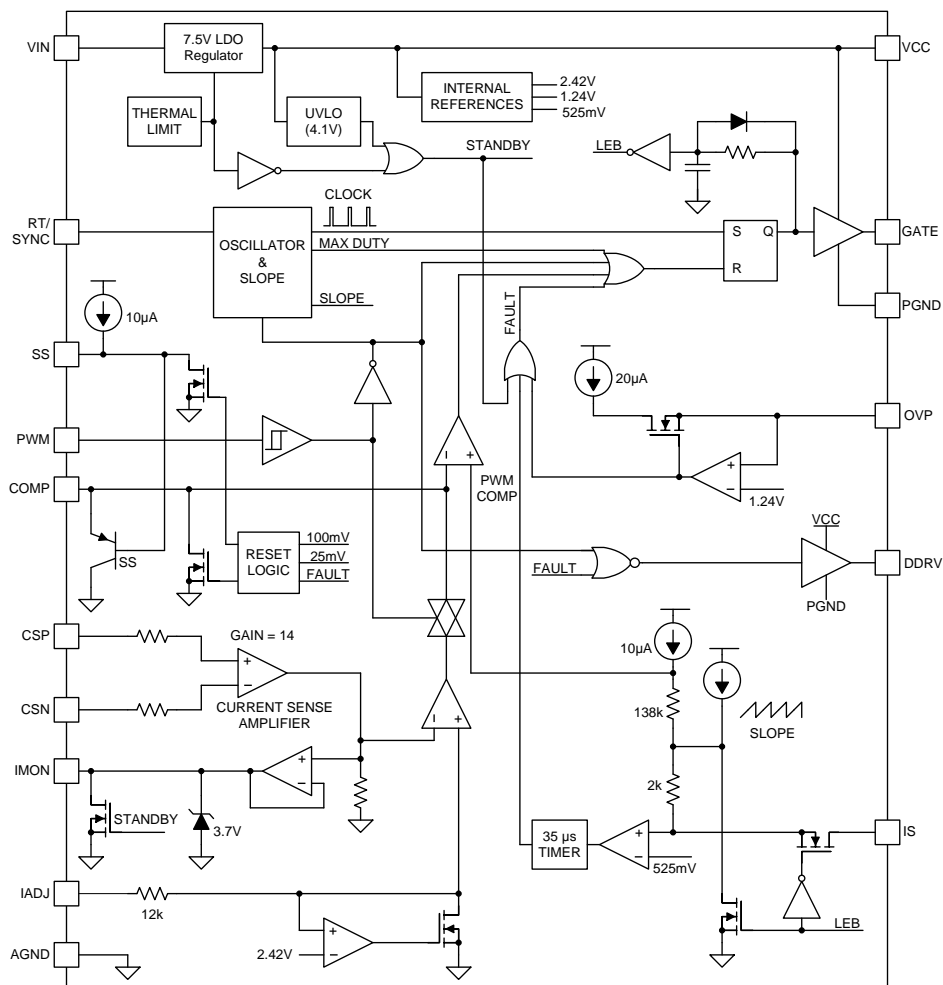 VIN
7.5V LDO
Regulator
VCC
THERMAL
LIMIT
UVLO
(4.1V)
INTERNAL
REFERENCES
2.42V
1.24V
525mV
STANDBY
LEB
CLOCK
RT/
SYNC
OSCILLATOR
&
SLOPE
MAX DUTY
SLOPE
S
Q
R
GATE
PGND
10µA
SS
FAULT
20µA
PWM
OVP
COMP
PWM
COMP
+
−
1.24V
SS
RESET
LOGIC
100mV
25mV
FAULT
FAULT
VCC
DDRV
PGND
CSP
GAIN = 14
+
−
CSN
CURRENT SENSE
AMPLIFIER
10µA
138k
SLOPE
IMON
+
−
2k
STANDBY
3.7V
35 µs
TIMER
+
−
525mV
IS
IADJ
12k
+
−
2.42V
LEB
AGND